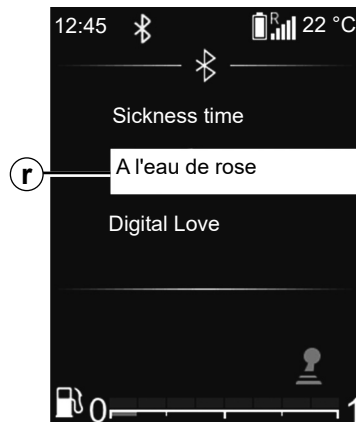 12:45 R 22 °C
Sickness time
r A l'eau de rose
Digital Love
0 1